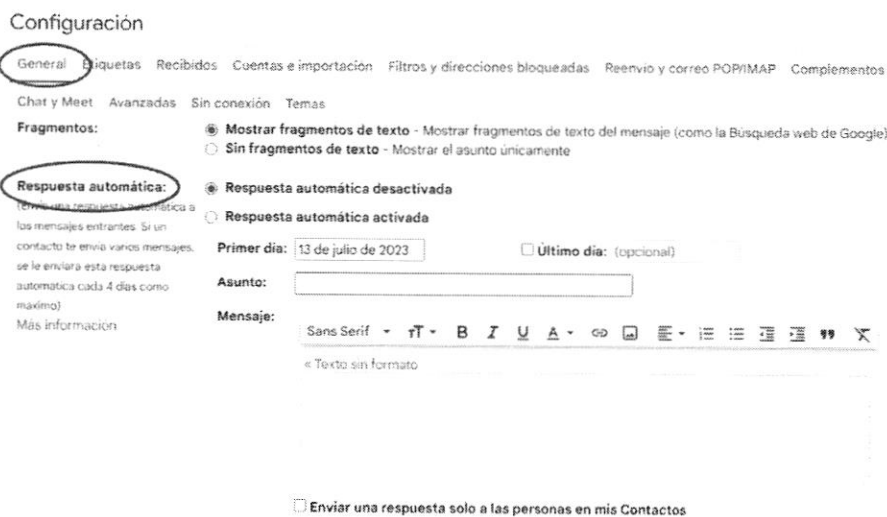 Configuración
General Etiquetas Recibidos Cuentas e importación Filtros y direcciones bloqueadas Reenvío y correo POP/IMAP Complementos
Chat y Meet Avanzadas Sin conexión Temas
Fragmentos:
Mostrar fragmentos de texto - Mostrar fragmentos de texto del mensaje (como la Búsqueda web de Google)
Sin fragmentos de texto - Mostrar el asunto únicamente
Respuesta automática:
(Envía una respuesta automática a
los mensajes entrantes. Si un
contacto te envía varios mensajes,
se le enviará esta respuesta
automática cada 4 días como
máximo)
Más información
Respuesta automática desactivada
Respuesta automática activada
Primer día: 13 de julio de 2023 Último día: (opcional)
Asunto:
Mensaje:
Sans Serif TT B I U A
« Texto sin formato
Enviar una respuesta solo a las personas en mis Contactos